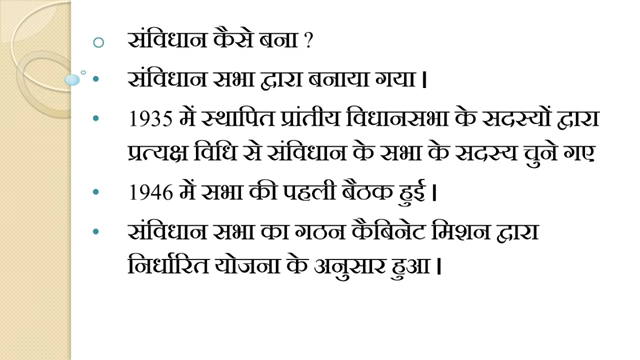 संविधान कैसे बना ?
संविधान सभा द्वारा बनाया गया ।
1935 में स्थापित प्रांतीय विधानसभा के सदस्यों द्वारा
प्रत्यक्ष विधि से संविधान के सभा के सदस्य चुने गए
1946 में सभा की पहली बैठक हुई ।
संविधान सभा का गठन कैबिनेट मिशन द्वारा
निर्धारित योजना के अनुसार हुआ ।